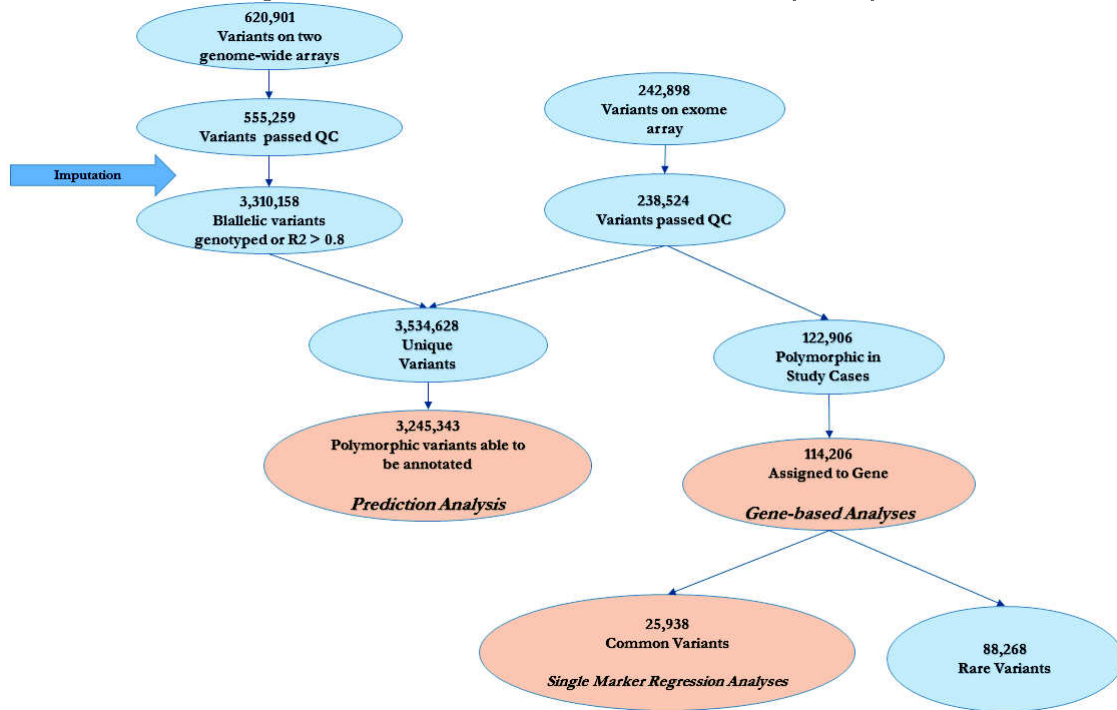 620,901
Variants on two
genome-wide arrays
555,259
Variants passed QC
Imputation
3,310,158
Blallelic variants
genotyped or R2 > 0.8
242,898
Variants on exome
array
238,524
Variants passed QC
3,534,628
Unique
Variants
122,906
Polymorphic in
Study Cases
3,245,343
Polymorphic variants able to
be annotated
Prediction Analysis
114,206
Assigned to Gene
Gene-based Analyses
25,938
Common Variants
Single Marker Regression Analyses
88,268
Rare Variants